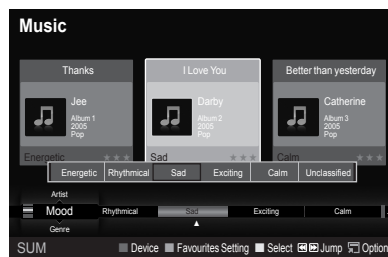 Music
Thanks I Love You Better than yesterday
Jee Darby Catherine
Album 1 Album 2 Album 3
2005 2005 2005
Pop Pop Pop
Energetic Sad Calm
Energetic Rhythmical Sad Exciting Calm Unclassified
Artist
Mood Rhythmical Sad Exciting Calm
Genre
SUM Device Favourites Setting Select Jump Option